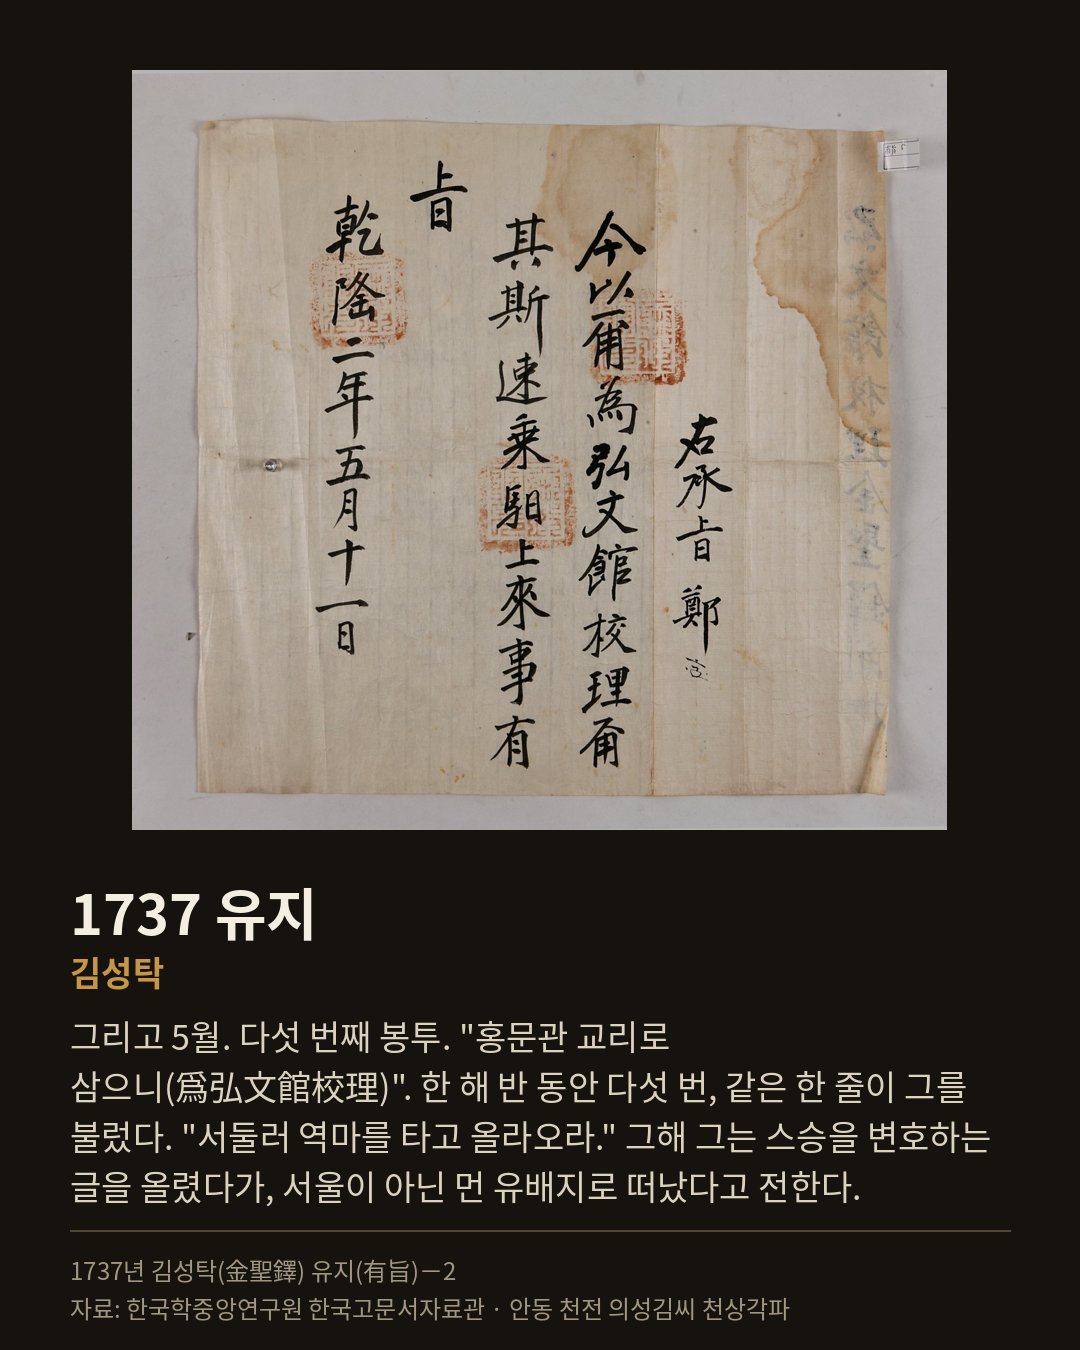 右承旨 鄭
今以爾為弘文館校理爾
其斯速乗馹上來事有
旨
乾隆二年五月十一日
1737 유지
김성탁
그리고 5월. 다섯 번째 봉투. "홍문관 교리로
삼으니(爲弘文館校理)". 한 해 반 동안 다섯 번, 같은 한 줄이 그를
불렀다. "서둘러 역마를 타고 올라오라." 그해 그는 스승을 변호하는
글을 올렸다가, 서울이 아닌 먼 유배지로 떠났다고 전한다.
1737년 김성탁(金聖鐸) 유지(有旨)－2
자료: 한국학중앙연구원 한국고문서자료관 · 안동 천전 의성김씨 천상각파